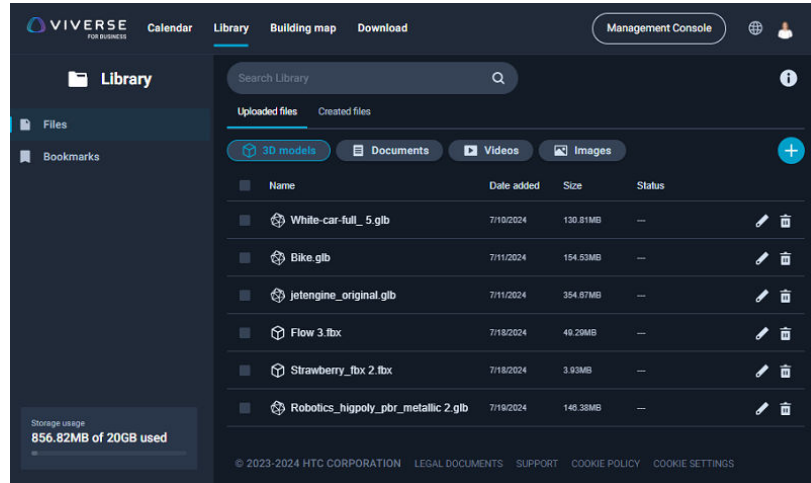 VIVERSE
FOR BUSINESS
Calendar Library Building map Download Management Console
Library
Files
Bookmarks
Storage usage
856.82MB of 20GB used
Search Library
Uploaded files Created files
3D models Documents Videos Images
Name Date added Size Status
White-car-full_ 5.glb 7/10/2024 130.81MB ---
Bike.glb 7/11/2024 154.53MB ---
jetengine_original.glb 7/11/2024 354.67MB ---
Flow 3.fbx 7/18/2024 49.29MB ---
Strawberry_fbx 2.fbx 7/18/2024 3.93MB ---
Robotics_higpoly_pbr_metallic 2.glb 7/19/2024 146.38MB ---
© 2023-2024 HTC CORPORATION LEGAL DOCUMENTS SUPPORT COOKIE POLICY COOKIE SETTINGS